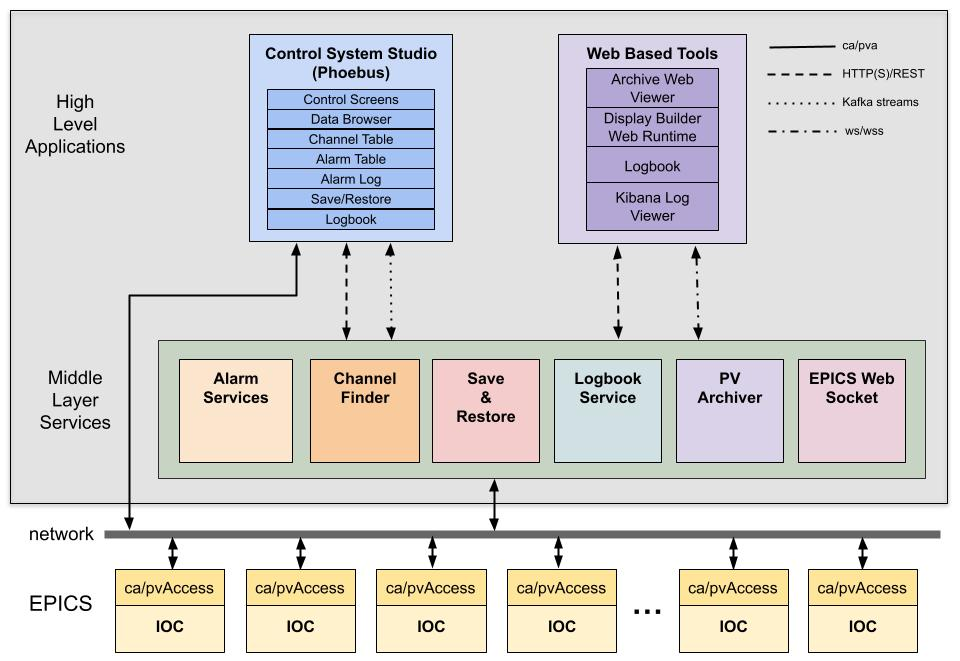 High
Level
Applications
Control System Studio
(Phoebus)
Control Screens
Data Browser
Channel Table
Alarm Table
Alarm Log
Save/Restore
Logbook
Web Based Tools
Archive Web
Viewer
Display Builder
Web Runtime
Logbook
Kibana Log
Viewer
ca/pva
HTTP(S)/REST
Kafka streams
ws/wss
Middle
Layer
Services
Alarm
Services
Channel
Finder
Save
&
Restore
Logbook
Service
PV
Archiver
EPICS Web
Socket
network
EPICS
ca/pvAccess
IOC
ca/pvAccess
IOC
ca/pvAccess
IOC
ca/pvAccess
IOC
...
ca/pvAccess
IOC
ca/pvAccess
IOC